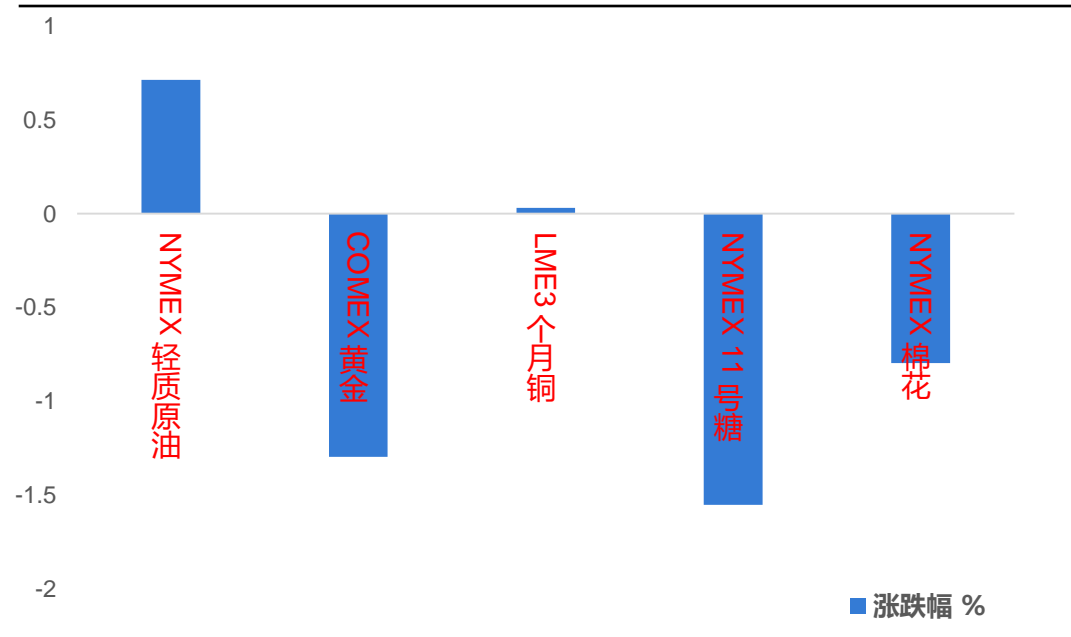 1
0.5
0
-0.5
-1
-1.5
-2
NYMEX 轻质原油
COMEX 黄金
LME3 个月铜
NYMEX 11 号糖
NYMEX 棉花
涨跌幅 %